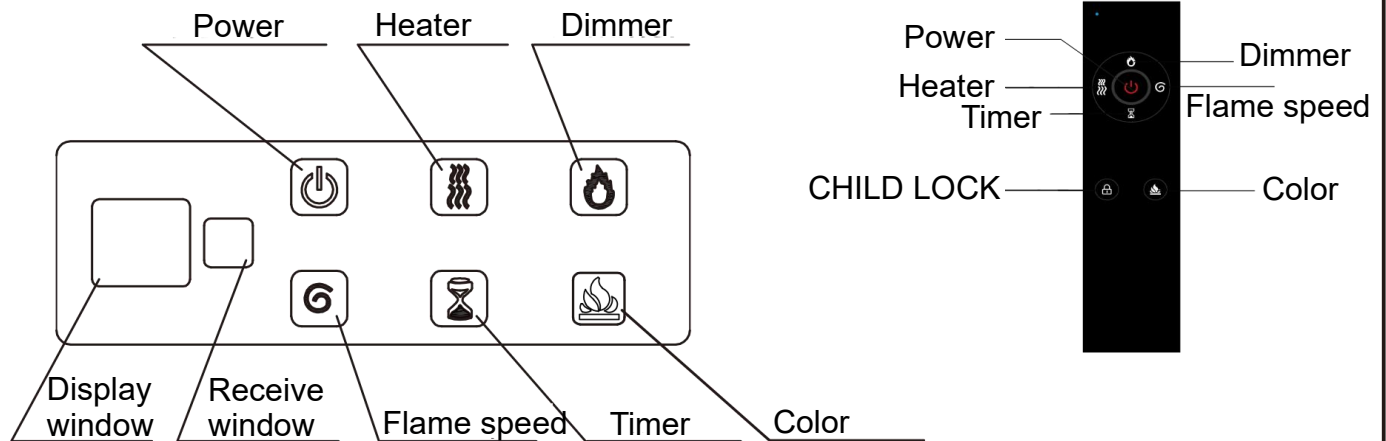 Power
Heater
Dimmer
Display
window
Receive
window
Flame speed
Timer
Color
Power
Heater
Timer
CHILD LOCK
Dimmer
Flame speed
Color